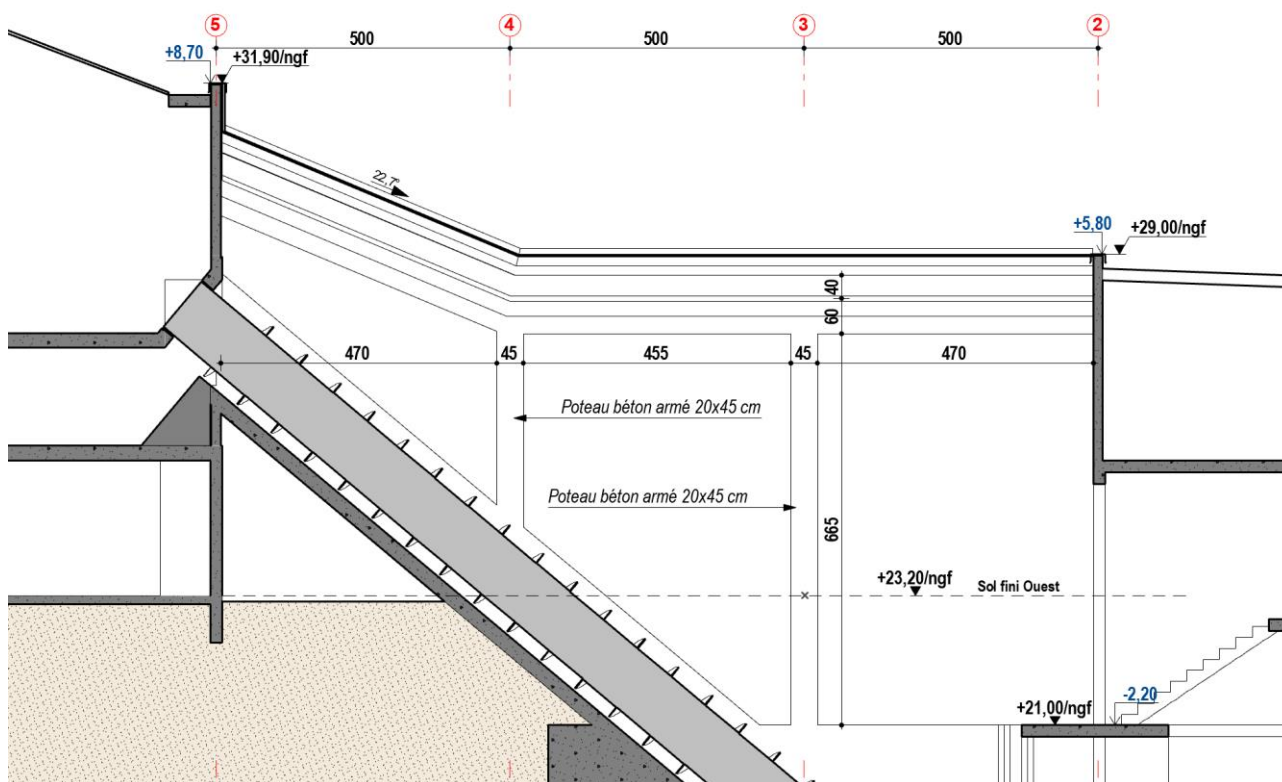 5 4 3 2
500 500 500
+8,70 +31,90/ngf
22,7°
+5,80 +29,00/ngf
40
60
470 45 455 45 470
Poteau béton armé 20x45 cm
Poteau béton armé 20x45 cm
665
+23,20/ngf Sol fini Ouest
-2,20
+21,00/ngf